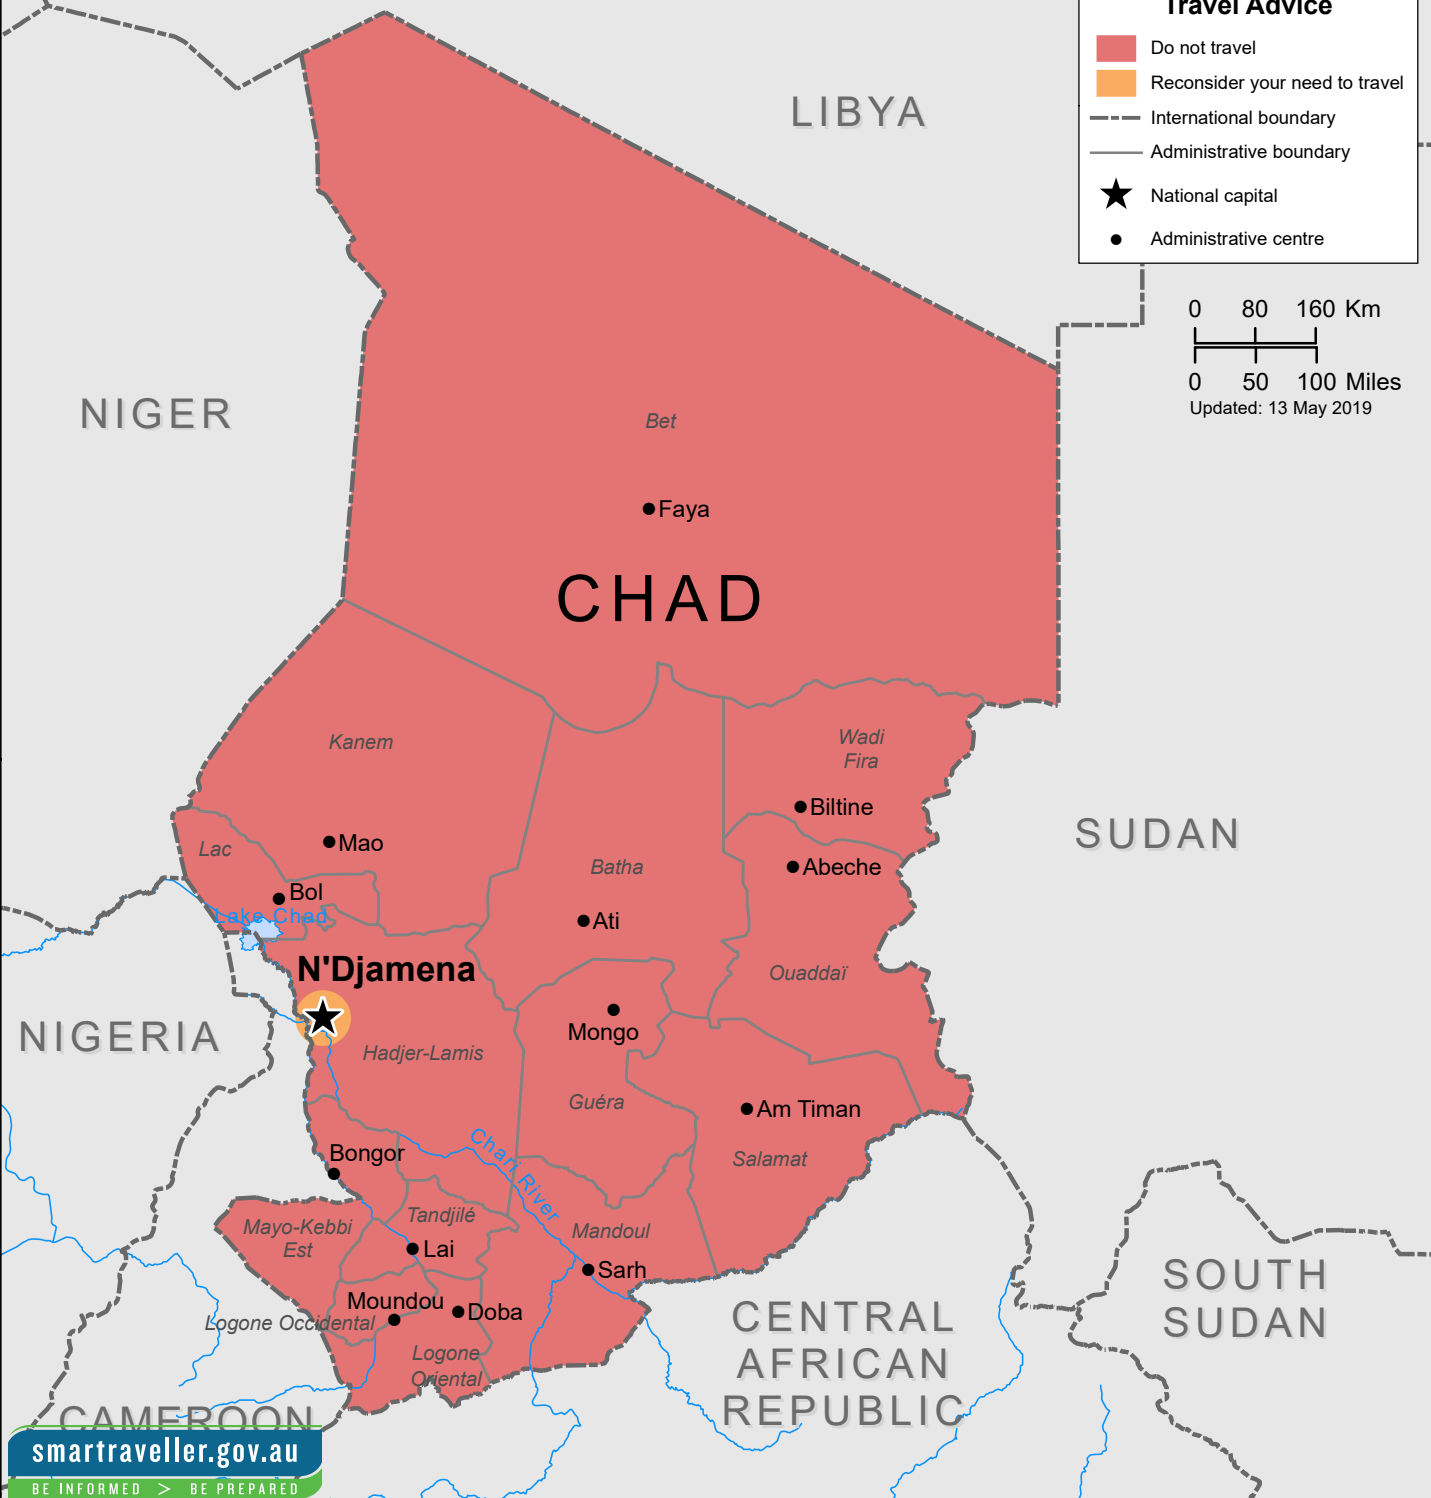 Travel Advice
Do not travel
Reconsider your need to travel
International boundary
Administrative boundary
National capital
Administrative centre
0 80 160 Km
0 50 100 Miles
Updated: 13 May 2019
LIBYA
NIGER
Bet
Faya
CHAD
Kanem
Wadi
Fira
Biltine
SUDAN
Mao
Lac
Batha
Abeche
Bol
Lake Chad
Ati
N'Djamena
Ouaddaï
NIGERIA
Mongo
Hadjer-Lamis
Guéra
Am Timan
Bongor
Chari River
Salamat
Mayo-Kebbi
Est
Tandjilé
Mandoul
Lai
Sarh
SOUTH
SUDAN
Moundou
Doba
Logone Occidental
CENTRAL
AFRICAN
REPUBLIC
Logone
Oriental
CAMEROON
smartraveller.gov.au
BE INFORMED > BE PREPARED